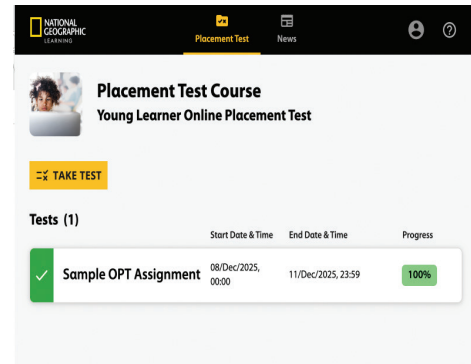 NATIONAL
GEOGRAPHIC
LEARNING
Placement Test
News
Placement Test Course
Young Learner Online Placement Test
TAKE TEST
Tests (1)
Start Date & Time End Date & Time Progress
Sample OPT Assignment 08/Dec/2025, 00:00 11/Dec/2025, 23:59 100%